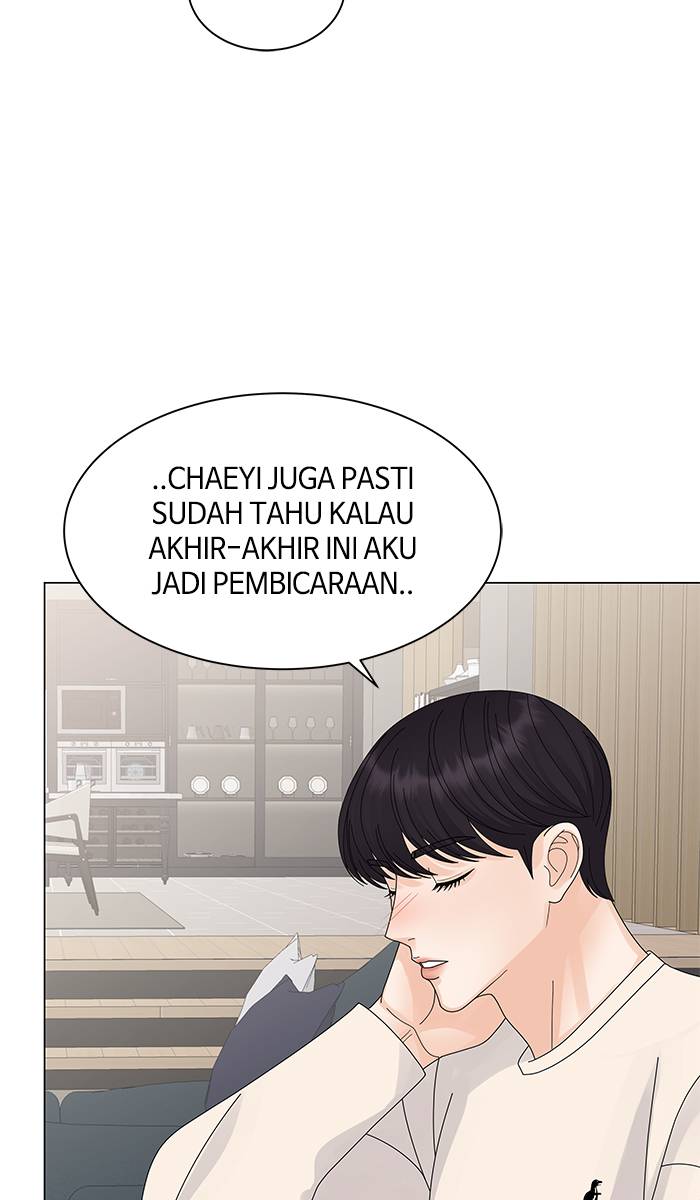 ..CHAEYI JUGA PASTI
SUDAH TAHU KALAU
AKHIR-AKHIR INI AKU
JADI PEMBICARAAN..